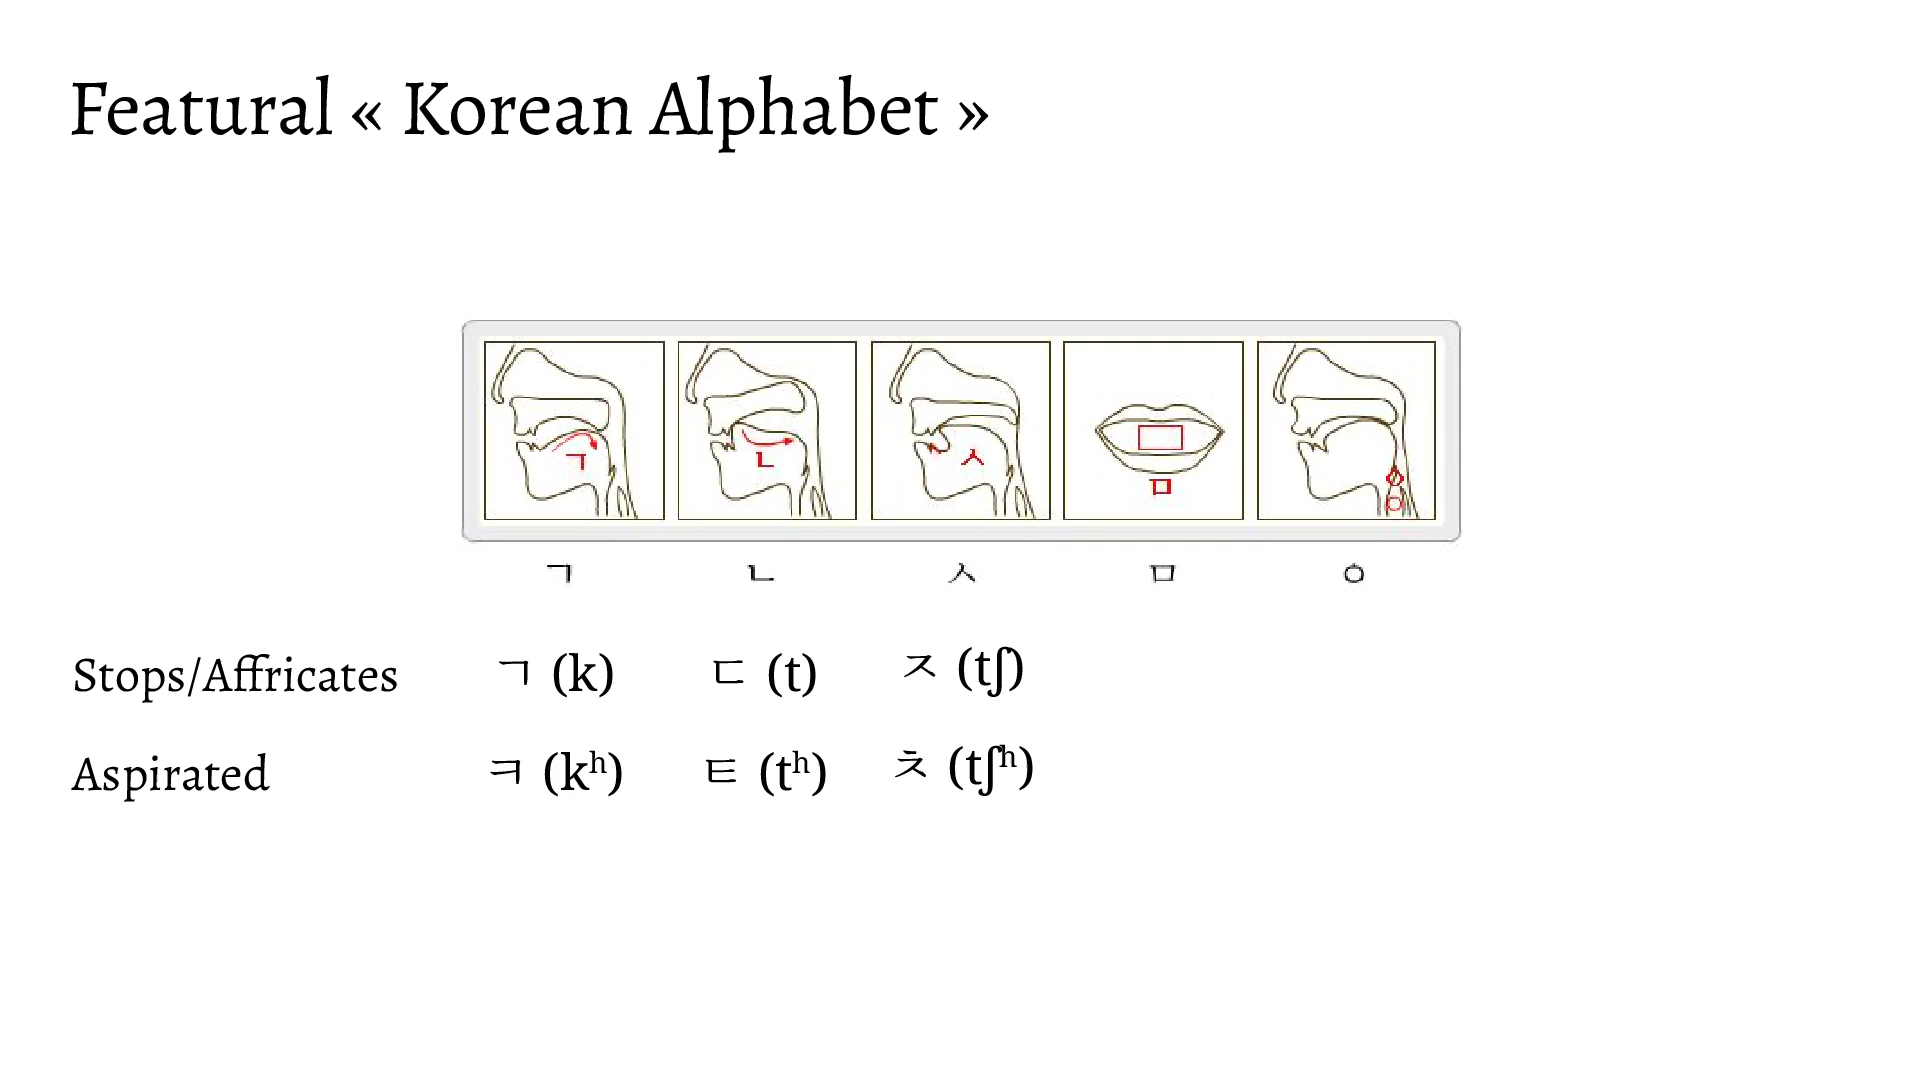 Featural « Korean Alphabet »
ㄱ ㄴ ㅅ ㅁ ㅇ
ㄱ ㄴ ㅅ ㅁ ㅇ
Stops/Affricates ㄱ (k) ㄷ (t) ㅈ (tʃ)
Aspirated ㅋ (kʰ) ㅌ (tʰ) ㅊ (tʃʰ)